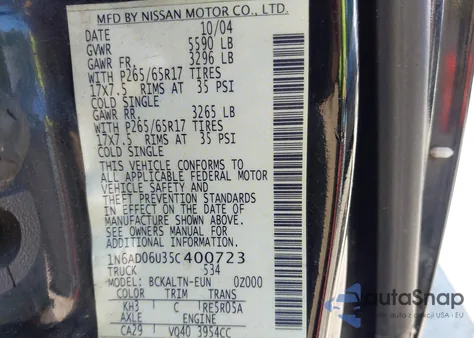 MFD BY NISSAN MOTOR CO., LTD.
DATE 10/04
GVWR 5590 LB
GAWR FR. 3296 LB
WITH P265/65R17 TIRES
17X7.5 RIMS AT 35 PSI
COLD SINGLE
GAWR RR. 3265 LB
WITH P265/65R17 TIRES
17X7.5 RIMS AT 35 PSI
COLD SINGLE
THIS VEHICLE CONFORMS TO
ALL APPLICABLE FEDERAL MOTOR
VEHICLE SAFETY AND
THEFT PREVENTION STANDARDS
IN EFFECT ON THE DATE OF
MANUFACTURE SHOWN ABOVE.
SEE OWNERS MANUAL FOR
ADDITIONAL INFORMATION
1N6AD06U35C400723
TRUCK 534
MODEL: BCKALTN-EUN 0Z000
COLOR TRIM TRANS
KH3 C RE5R05A
AXLE ENGINE
CA29 VQ40 3954CC
autoSnap
USA i EU